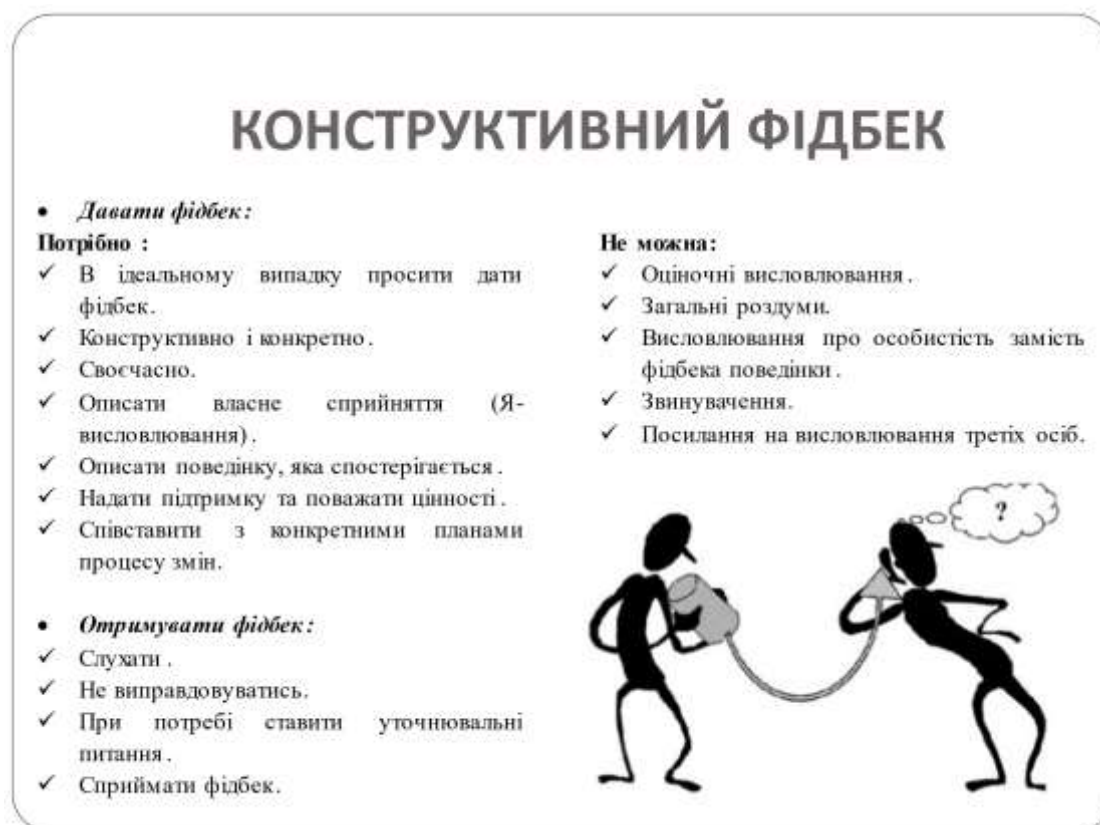 КОНСТРУКТИВНИЙ ФІДБЕК
• Давати фідбек:
Потрібно :
✓ В ідеальному випадку просити дати
фідбек.
✓ Конструктивно і конкретно.
✓ Своєчасно.
✓ Описати власне сприйняття (Я-
висловлювання).
✓ Описати поведінку, яка спостерігається.
✓ Надати підтримку та поважати цінності.
✓ Співставити з конкретними планами
процесу змін.
• Отримувати фідбек:
✓ Слухати.
✓ Не виправдовуватись.
✓ При потребі ставити уточнювальні
питання.
✓ Сприймати фідбек.
Не можна:
✓ Оціночні висловлювання.
✓ Загальні роздуми.
✓ Висловлювання про особистість замість
фідбека поведінки.
✓ Звинувачення.
✓ Посилання на висловлювання третіх осіб.
?